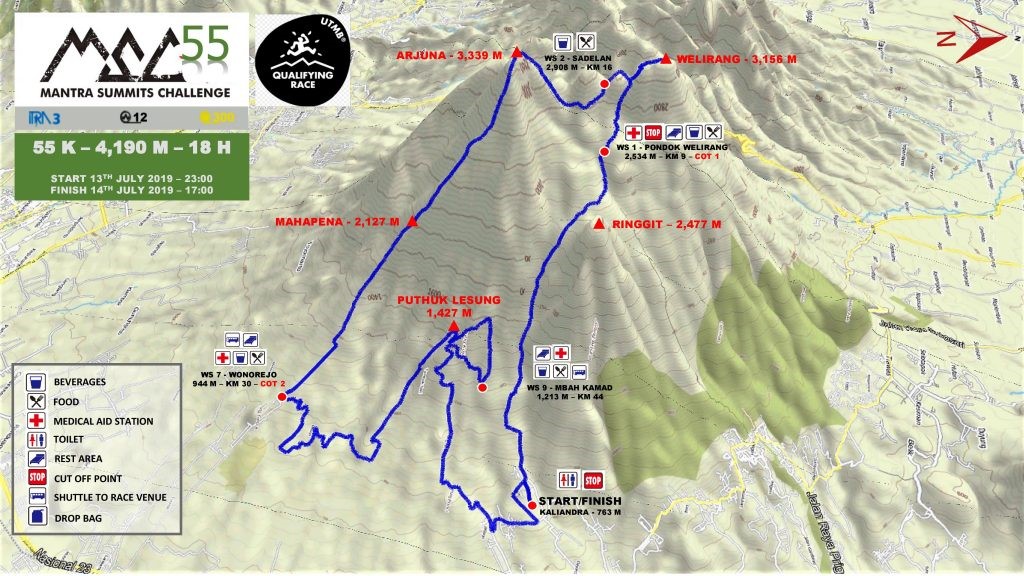 MSC55
MANTRA SUMMITS CHALLENGE
ITRA 3
12
300
55 K – 4,190 M – 18 H
START 13TH JULY 2019 – 23:00
FINISH 14TH JULY 2019 – 17:00
UTMB®
QUALIFYING
RACE
N
ARJUNA - 3,339 M
WS 2 - SADELAN
2,908 M – KM 16
WELIRANG – 3,156 M
STOP
WS 1 - PONDOK WELIRANG
2,534 M – KM 9 – COT 1
MAHAPENA - 2,127 M
RINGGIT – 2,477 M
PUTHUK LESUNG
1,427 M
WS 7 - WONOREJO
944 M – KM 30 – COT 2
WS 9 - MBAH KAMAD
1,213 M – KM 44
STOP
START/FINISH
KALIANDRA - 763 M
BEVERAGES
FOOD
MEDICAL AID STATION
TOILET
REST AREA
STOP
CUT OFF POINT
SHUTTLE TO RACE VENUE
DROP BAG
Nasional 23
Jalan Raya Prig